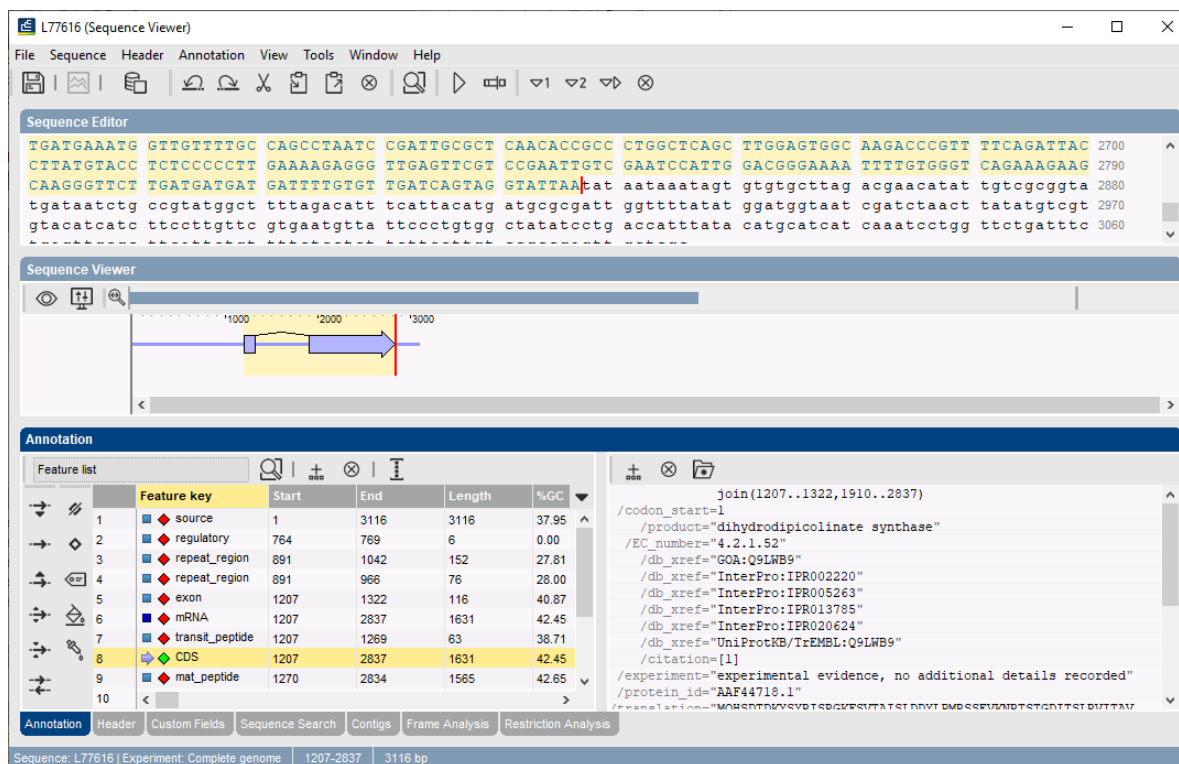 L77616 (Sequence Viewer)
File Sequence Header Annotation View Tools Window Help
1 2
Sequence Editor
TGATGAAATG GTTGTTTTGC CAGCCTAATC CGATTGCGCT CAACACCGCC CTGGCTCAGC TTGGAGTGGC AAGACCCGTT TTCAGATTAC 2700
CTTATGTACC TCTCCCCCTT GAAAAGAGGG TTGAGTTCGT CCGAATTGTC GAATCCATTG GACGGGAAAA TTTTGTGGGT CAGAAAGAAG 2790
CAAGGGTTCT TGATGATGAT GATTTTGTGT TGATCAGTAG GTATTAAtat aataaatagt gtgtgcttag acgaacatat tgtcgcggta 2880
tgataatctg ccgtatggct tttagacatt tcattacatg atgcgcgatt ggttttatat ggatggtaat cgatctaact tatatgtcgt 2970
gtacatcatc ttccttgttc gtgaatgtta ttccctgtgg ctatatcctg accatttata catgcatcat caaatcctgg ttctgatttc 3060
Sequence Viewer
1000 2000 3000
Annotation
Feature list
Feature key Start End Length %GC
1 source 1 3116 3116 37.95
2 regulatory 764 769 6 0.00
3 repeat_region 891 1042 152 27.81
4 repeat_region 891 966 76 28.00
5 exon 1207 1322 116 40.87
6 mRNA 1207 2837 1631 42.45
7 transit_peptide 1207 1269 63 38.71
8 CDS 1207 2837 1631 42.45
9 mat_peptide 1270 2834 1565 42.65
10
join(1207..1322,1910..2837)
/codon_start=1
/product="dihydrodipicolinate synthase"
/EC_number="4.2.1.52"
/db_xref="GOA:Q9LWB9"
/db_xref="InterPro:IPR002220"
/db_xref="InterPro:IPR005263"
/db_xref="InterPro:IPR013785"
/db_xref="InterPro:IPR020624"
/db_xref="UniProtKB/TrEMBL:Q9LWB9"
/citation=[1]
/experiment="experimental evidence, no additional details recorded"
/protein_id="AAF44718.1"
Annotation Header Custom Fields Sequence Search Contigs Frame Analysis Restriction Analysis
Sequence: L77616 | Experiment: Complete genome 1207-2837 3116 bp